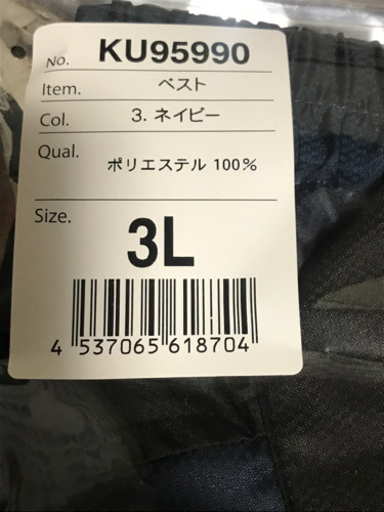 No. KU95990
Item. ベスト
Col. 3. ネイビー
Qual. ポリエステル 100%
Size. 3L
4 537065 618704